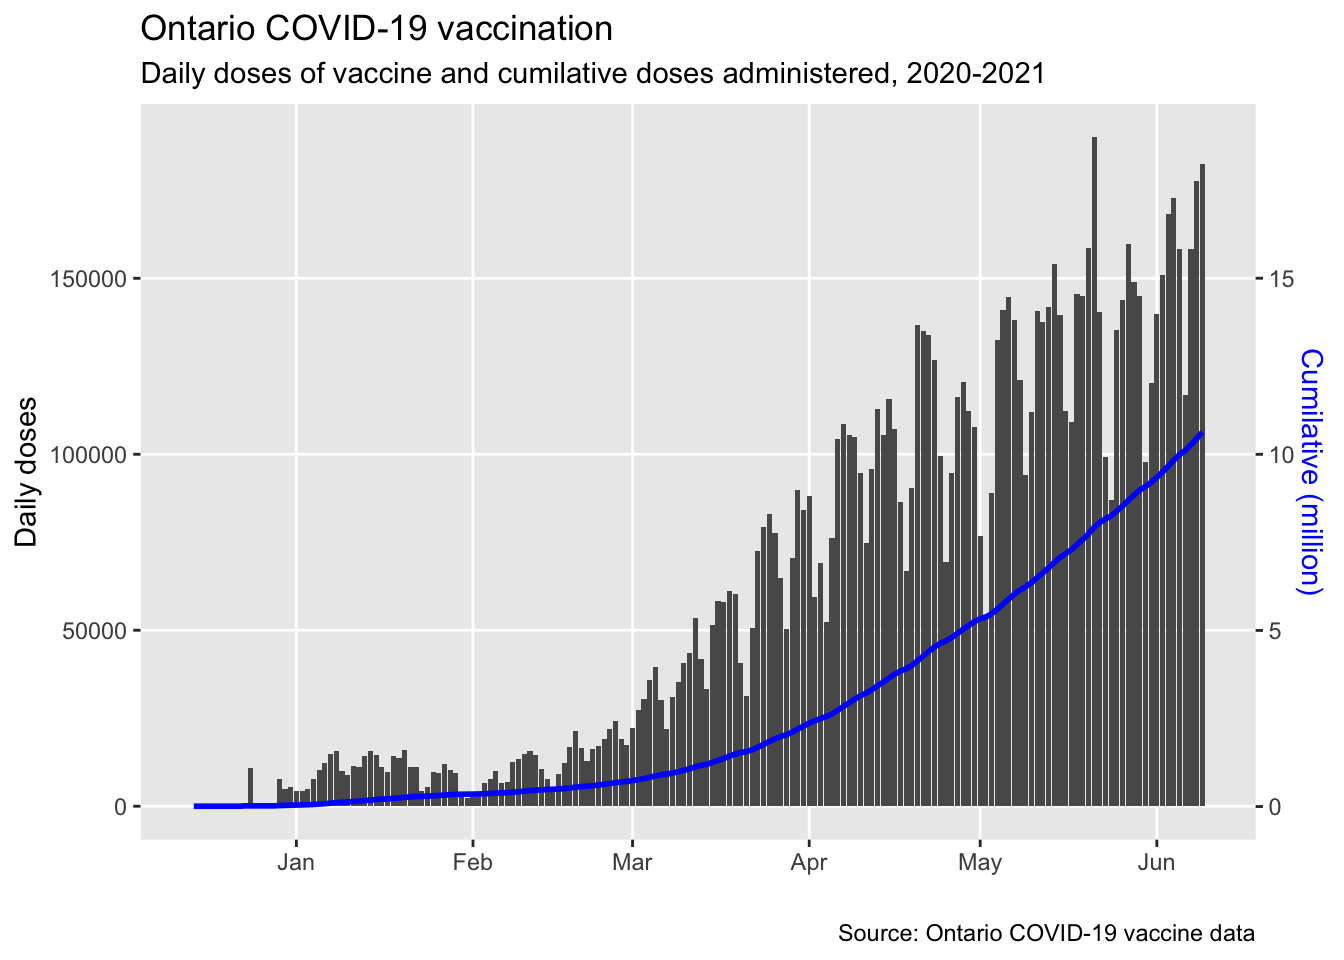 Ontario COVID-19 vaccination
Daily doses of vaccine and cumilative doses administered, 2020-2021
150000
100000
50000
0
Daily doses
15
10
5
0
Cumilative (million)
Jan Feb Mar Apr May Jun
Source: Ontario COVID-19 vaccine data